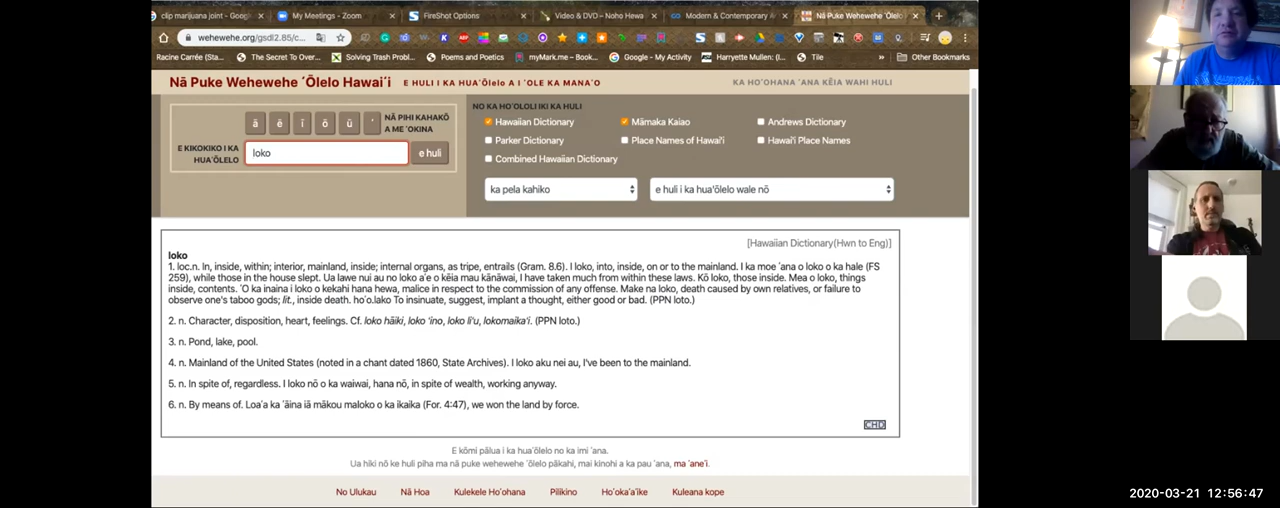 clip marijuana joint - Googl
My Meetings - Zoom
FireShot Options
Video & DVD – Noho Hewa
Modern & Contemporary A
Nā Puke Wehewehe ʻŌlelo
wehewehe.org/gsdl2.85/c...
Racine Carrée (Sta...
The Secret To Over...
Solving Trash Probl...
Poems and Poetics
myMark.me – Book...
Google - My Activity
Harryette Mullen: (I...
Tile
»
Other Bookmarks
Nā Puke Wehewehe ʻŌlelo Hawaiʻi
E HULI I KA HUAʻŌlelo A I ʻOLE KA MANAʻO
KA HOʻOHANA ʻANA KĒIA WAHI HULI
ā ē ī ō ū ʻ
NĀ PIHI KAHAKŌ
A ME ʻOKINA
E KIKOKIKO I KA
HUAʻŌLELO
loko
e huli
NO KA HOʻOLOLI IKI KA HULI
Hawaiian Dictionary
Māmaka Kaiao
Andrews Dictionary
Parker Dictionary
Place Names of Hawaiʻi
Hawaiʻi Place Names
Combined Hawaiian Dictionary
ka pela kahiko
e huli i ka huaʻōlelo wale nō
[Hawaiian Dictionary(Hwn to Eng)]
loko
1. loc.n. In, inside, within; interior, mainland, inside; internal organs, as tripe, entrails (Gram. 8.6). I loko, into, inside, on or to the mainland. I ka moe ʻana o loko o ka hale (FS
259), while those in the house slept. Ua lawe nui au no loko aʻe o kēia mau kānāwai, I have taken much from within these laws. Kō loko, those inside. Mea o loko, things
inside, contents. ʻO ka inaina i loko o kekahi hana hewa, malice in respect to the commission of any offense. Make na loko, death caused by own relatives, or failure to
observe one's taboo gods; lit., inside death. hoʻo.lako To insinuate, suggest, implant a thought, either good or bad. (PPN loto.)
2. n. Character, disposition, heart, feelings. Cf. loko hāiki, loko ʻino, loko liʻu, lokomaikaʻi. (PPN loto.)
3. n. Pond, lake, pool.
4. n. Mainland of the United States (noted in a chant dated 1860, State Archives). I loko aku nei au, I've been to the mainland.
5. n. In spite of, regardless. I loko nō o ka waiwai, hana nō, in spite of wealth, working anyway.
6. n. By means of. Loaʻa ka ʻāina iā mākou maloko o ka ikaika (For. 4:47), we won the land by force.
CHD
E kōmi pālua i ka huaʻōlelo no ka imi ʻana.
Ua hiki nō ke huli piha ma nā puke wehewehe ʻōlelo pākahi, mai kinohi a ka pau ʻana, ma ʻaneʻi.
No Ulukau
Nā Hoa
Kulekele Hoʻohana
Pilikino
Hoʻokaʻaʻike
Kuleana kope
2020-03-21 12:56:47